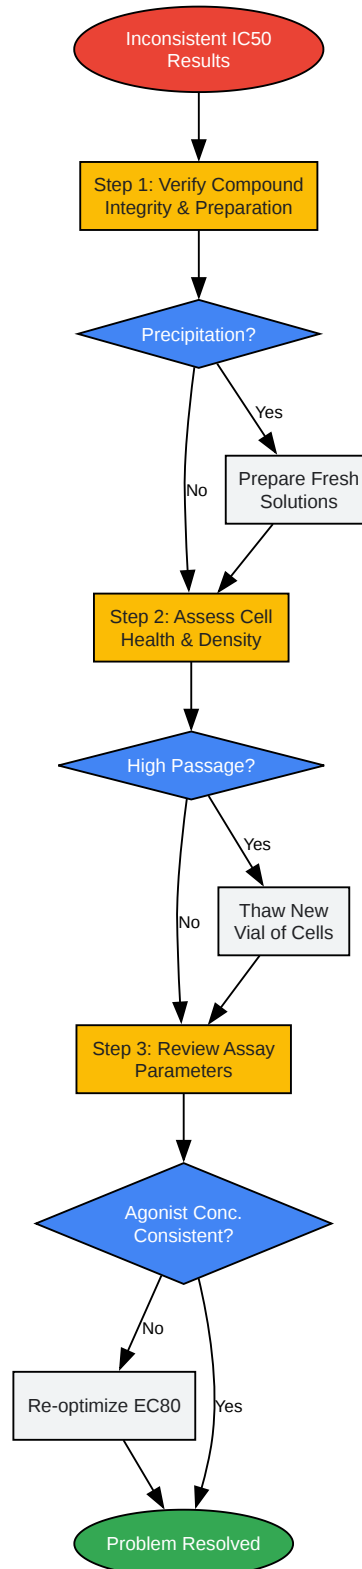 Inconsistent IC50
Results
Step 1: Verify Compound
Integrity & Preparation
Precipitation?
Yes
Prepare Fresh
Solutions
No
Step 2: Assess Cell
Health & Density
High Passage?
Yes
Thaw New
Vial of Cells
No
Step 3: Review Assay
Parameters
Agonist Conc.
Consistent?
No
Re-optimize EC80
Yes
Problem Resolved